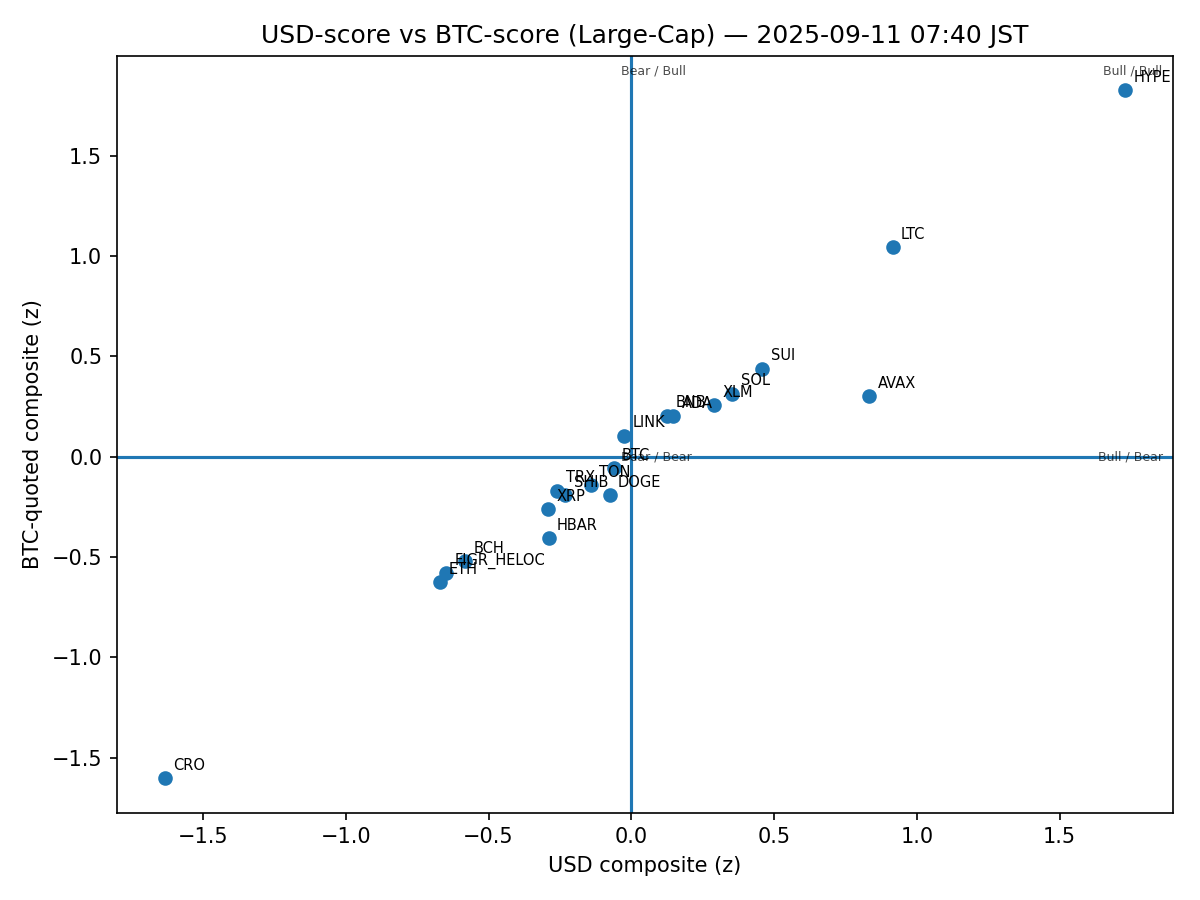 USD-score vs BTC-score (Large-Cap) — 2025-09-11 07:40 JST
Bear / Bull
Bull / Bull
HYPE
1.5
LTC
1.0
SUI
0.5
SOL
AVAX
XLM
BNB
ADA
LINK
0.0
BTC
Bear / Bear
Bull / Bear
TON
TRX
SHIB
DOGE
XRP
HBAR
−0.5
BCH
FIGR_HELOC
ETH
−1.0
−1.5
CRO
−1.5
−1.0
−0.5
0.0
0.5
1.0
1.5
USD composite (z)
BTC-quoted composite (z)